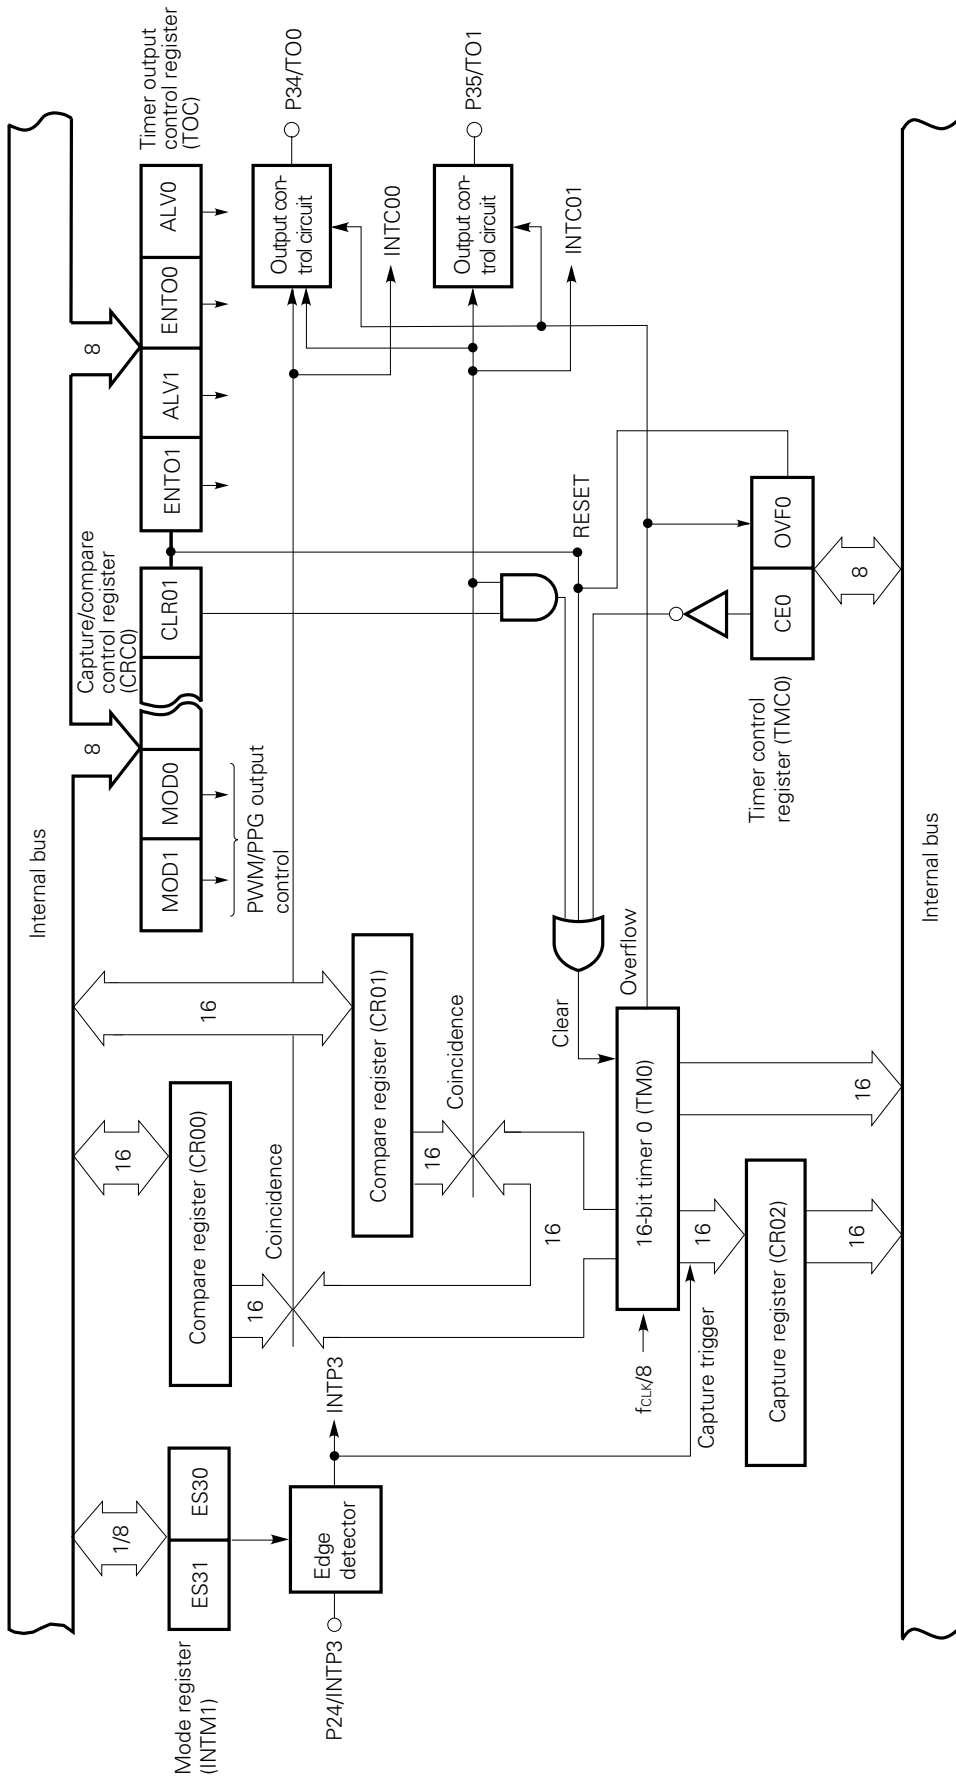 Internal bus
Mode register
(INTM1)
ES31
ES30
1/8
P24/INTP3
Edge
detector
INTP3
16
Compare register (CR00)
16
Coincidence
16
Compare register (CR01)
16
Coincidence
16
Capture/compare
control register
(CRC0)
8
MOD1
MOD0
CLR01
PWM/PPG output
control
Timer output
control register
(TOC)
8
ENTO1
ALV1
ENTO0
ALV0
Output con-
trol circuit
P34/TO0
INTC00
Output con-
trol circuit
P35/TO1
INTC01
RESET
Clear
Overflow
fCLK/8
16-bit timer 0 (TM0)
Capture trigger
16
Capture register (CR02)
16
16
Timer control
register (TMC0)
CE0
OVF0
8
Internal bus